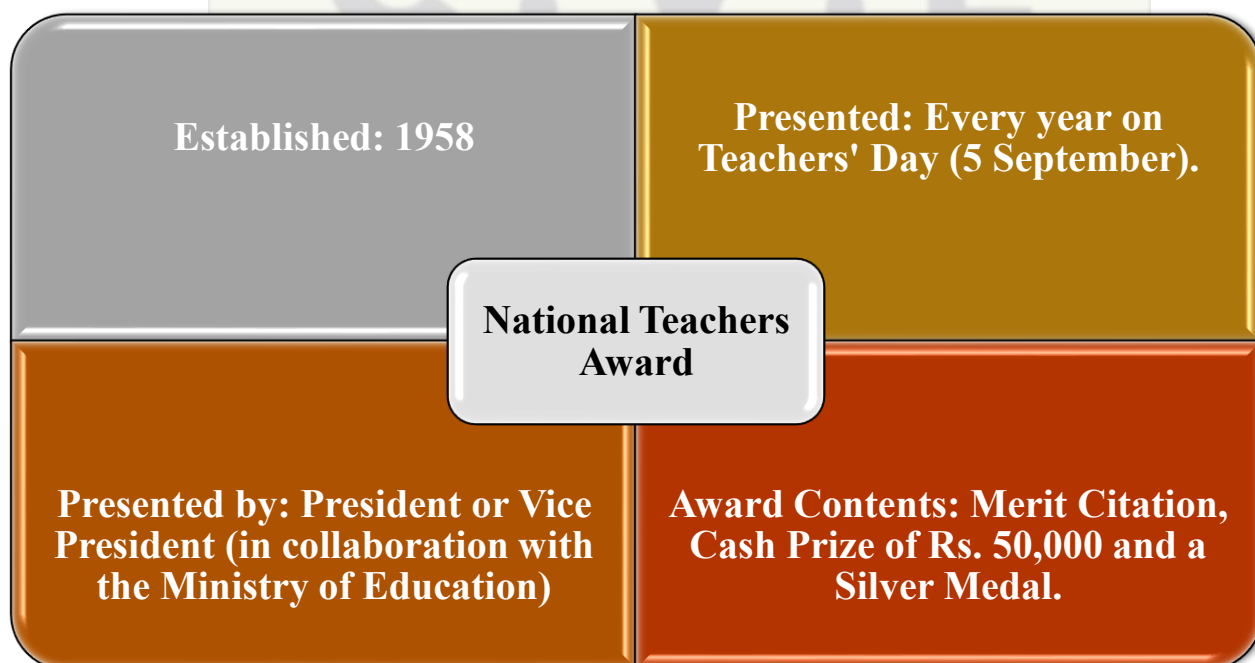 Established: 1958
Presented: Every year on
Teachers' Day (5 September).
National Teachers
Award
Presented by: President or Vice
President (in collaboration with
the Ministry of Education)
Award Contents: Merit Citation,
Cash Prize of Rs. 50,000 and a
Silver Medal.